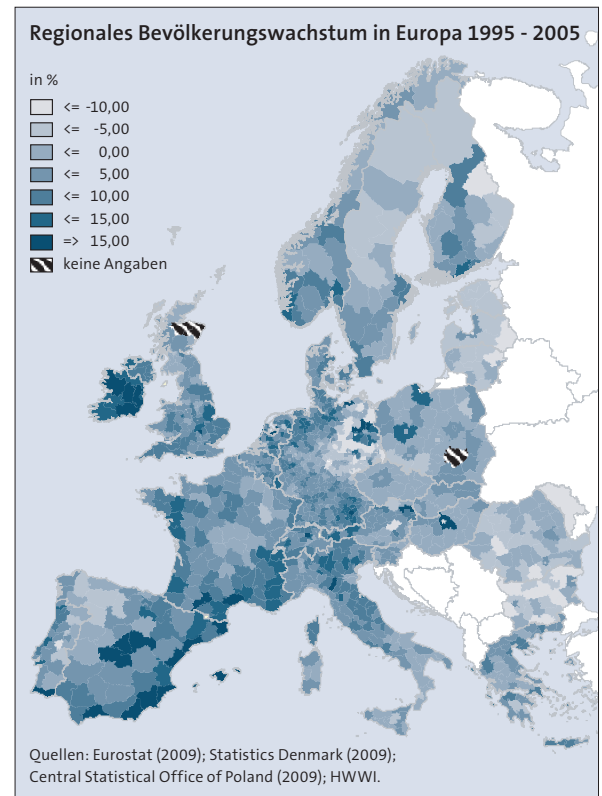 Regionales Bevölkerungswachstum in Europa 1995 - 2005
in %
<= -10,00
<= -5,00
<= 0,00
<= 5,00
<= 10,00
<= 15,00
=> 15,00
keine Angaben
Quellen: Eurostat (2009); Statistics Denmark (2009);
Central Statistical Office of Poland (2009); HWWI.